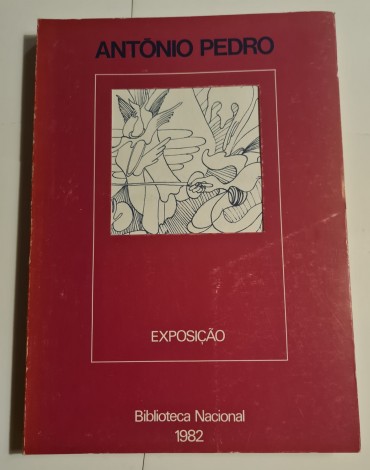 ANTÓNIO PEDRO
EXPOSIÇÃO
Biblioteca Nacional
1982